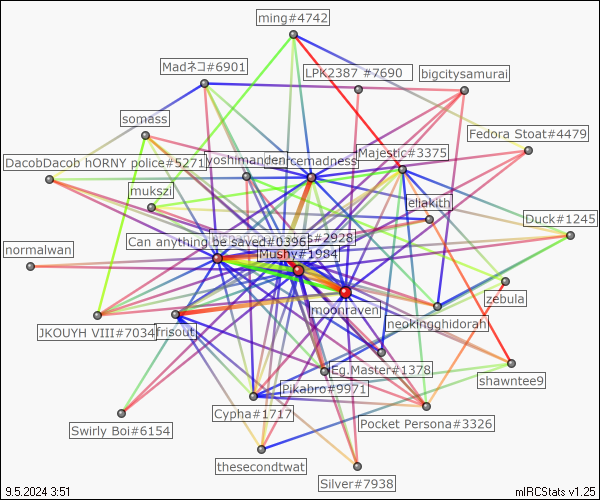 ming#4742
Madネコ#6901
LPK2387 #7690
bigcitysamurai
somass
Fedora Stoat#4479
Majestic#3375
DacobDacob hORNY police#5271
yoshimanden
rcemadness
mukszi
eliakith
Duck#1245
Can anything be saved#0396
s#2928
Mushy#1984
normalwan
zebula
moonraven
neokingghidorah
JKOUYH VIII#7034
frisout
Eg.Master#1378
shawntee9
Pikabro#9971
Cypha#1717
Pocket Persona#3326
Swirly Boi#6154
thesecondtwat
Silver#7938
9.5.2024 3:51
mIRCStats v1.25